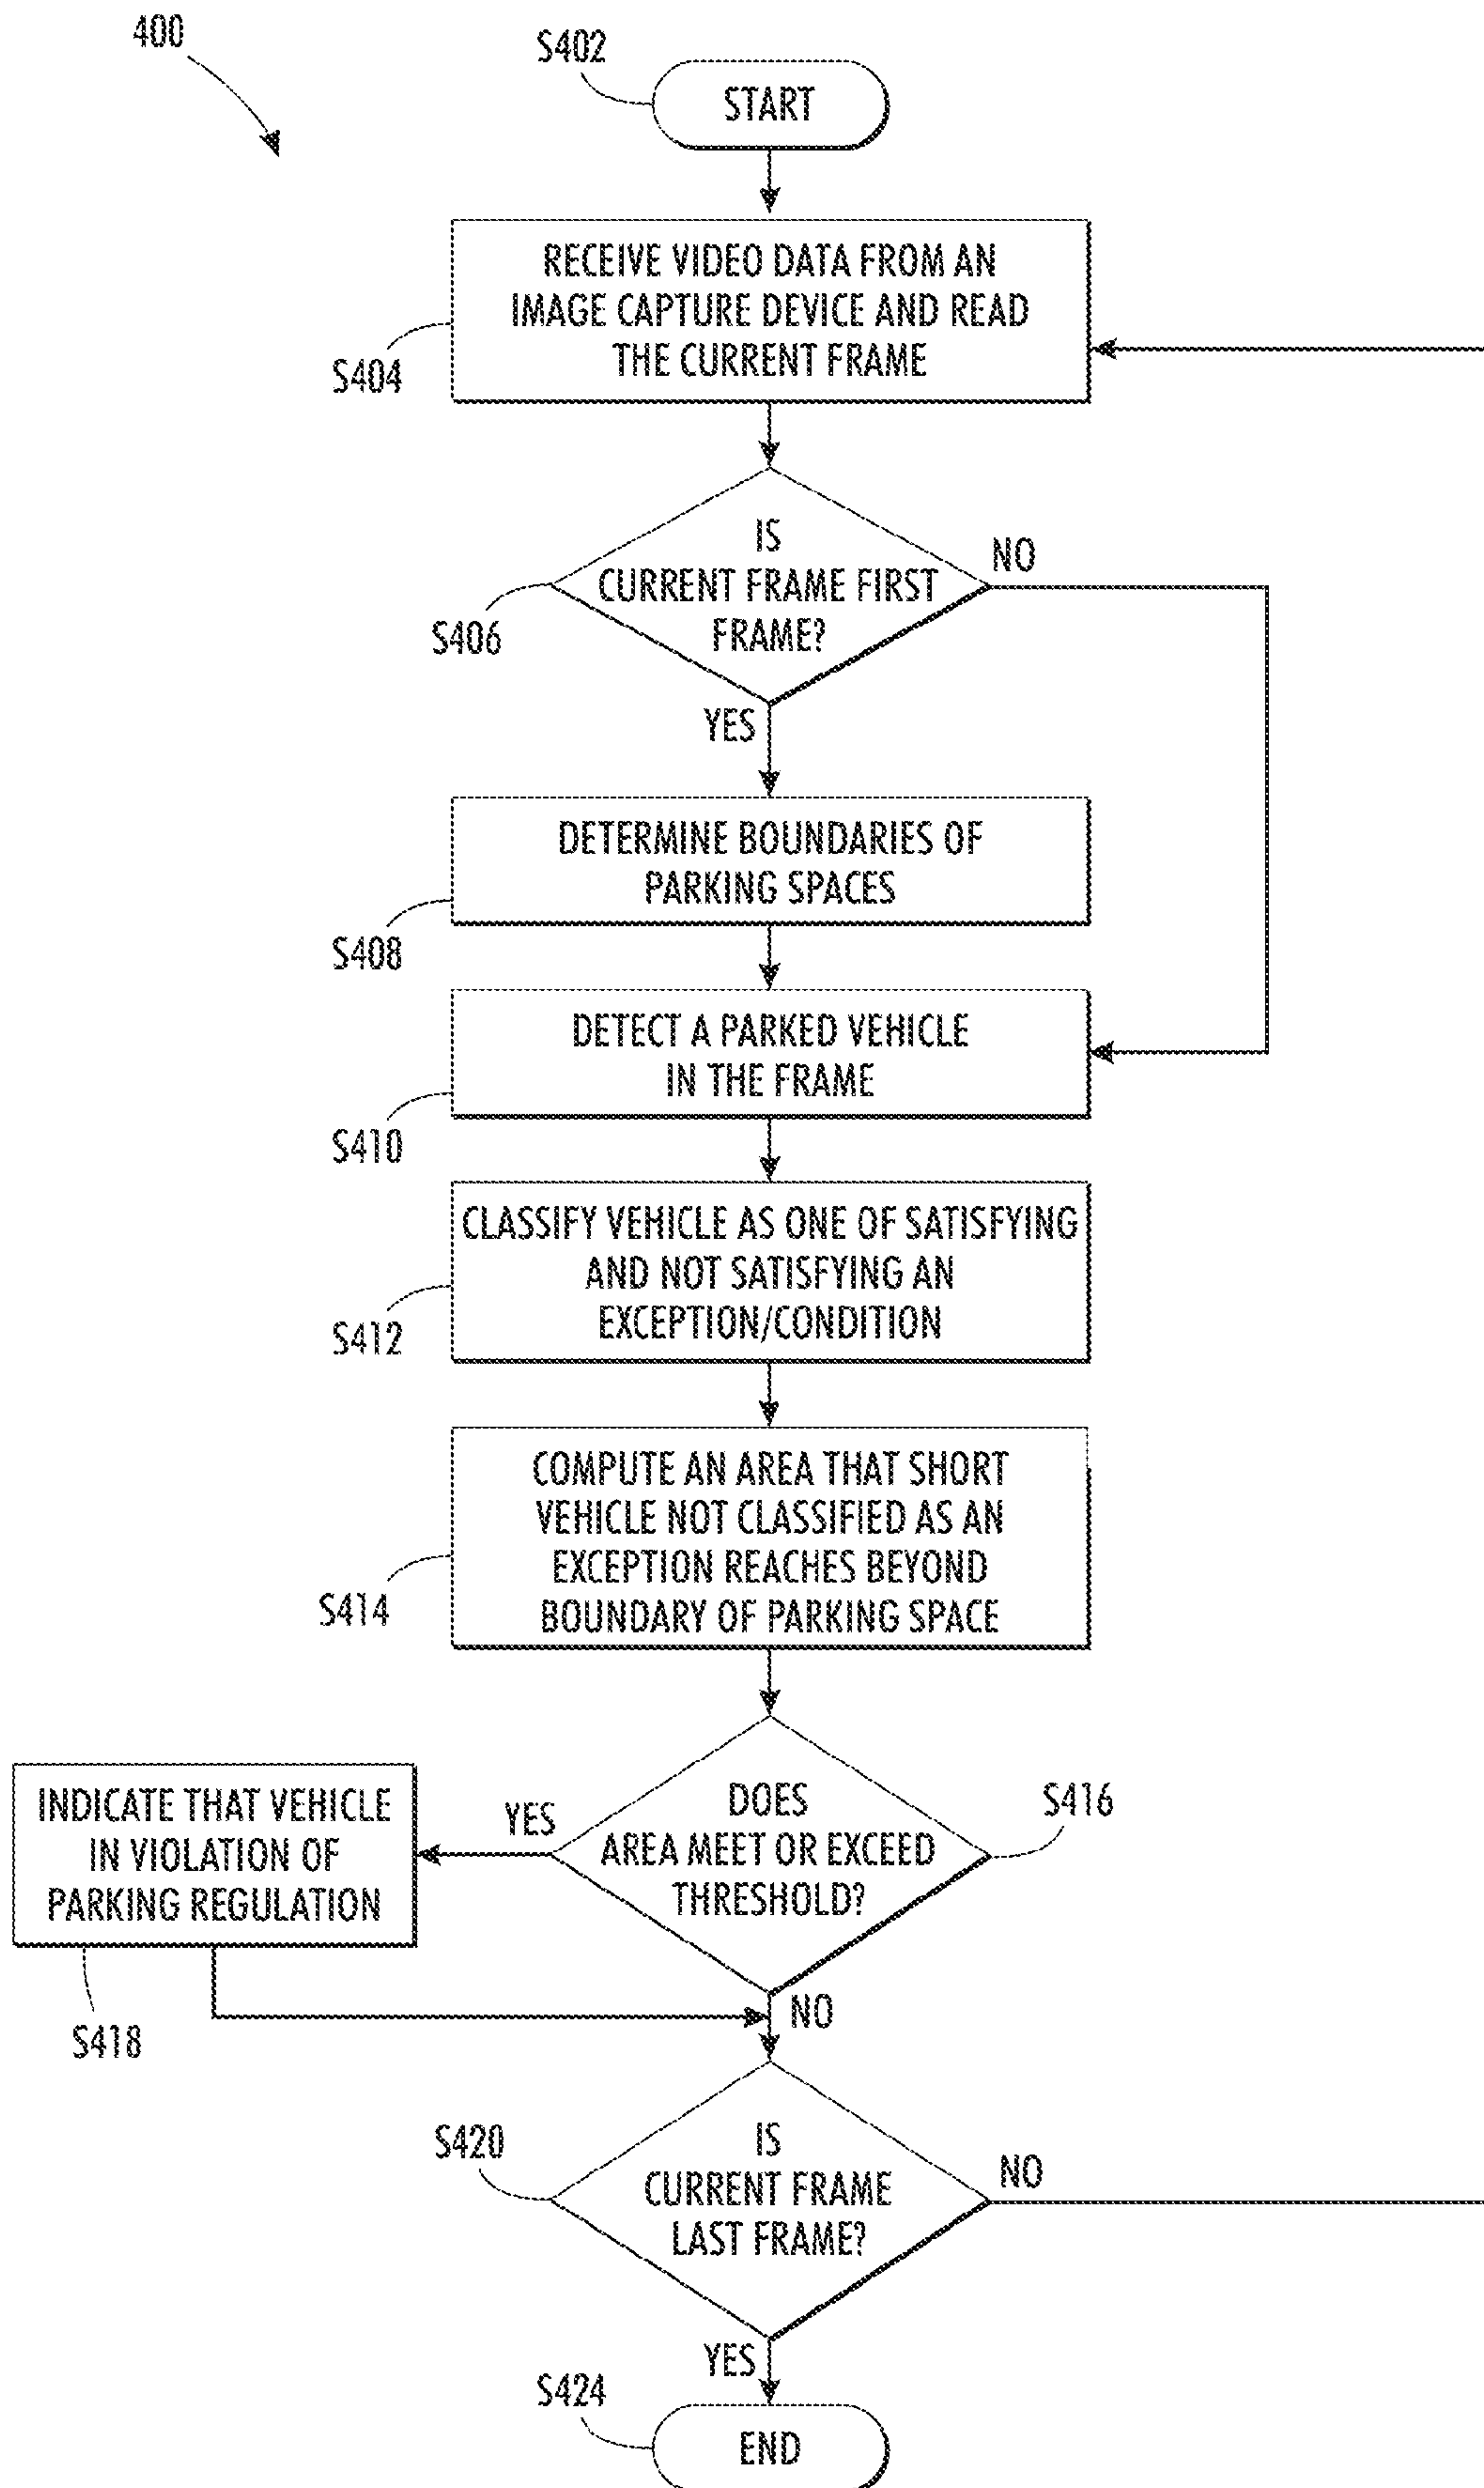 400
S402
START
RECEIVE VIDEO DATA FROM AN
IMAGE CAPTURE DEVICE AND READ
THE CURRENT FRAME
S404
IS
CURRENT FRAME FIRST
FRAME?
NO
S406
YES
DETERMINE BOUNDARIES OF
PARKING SPACES
S408
DETECT A PARKED VEHICLE
IN THE FRAME
S410
CLASSIFY VEHICLE AS ONE OF SATISFYING
AND NOT SATISFYING AN
EXCEPTION/CONDITION
S412
COMPUTE AN AREA THAT SHORT
VEHICLE NOT CLASSIFIED AS AN
EXCEPTION REACHES BEYOND
BOUNDARY OF PARKING SPACE
S414
DOES
AREA MEET OR EXCEED
THRESHOLD?
S416
YES
INDICATE THAT VEHICLE
IN VIOLATION OF
PARKING REGULATION
S418
NO
IS
CURRENT FRAME
LAST FRAME?
S420
NO
YES
S424
END